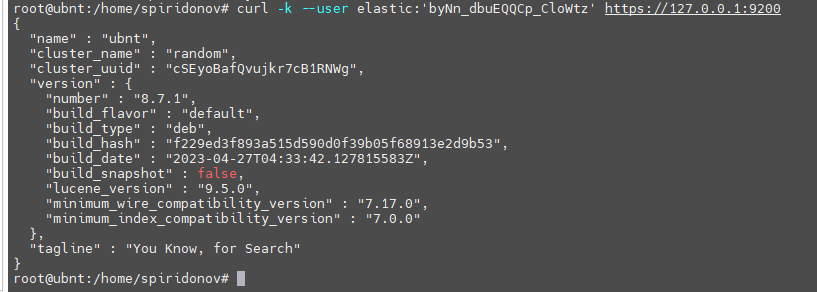 root@ubnt:/home/spiridonov# curl -k --user elastic:'byNn_dbuEQQCp_CloWtz' https://127.0.0.1:9200
{
  "name" : "ubnt",
  "cluster_name" : "random",
  "cluster_uuid" : "cSEyoBafQvujkr7cB1RNWg",
  "version" : {
    "number" : "8.7.1",
    "build_flavor" : "default",
    "build_type" : "deb",
    "build_hash" : "f229ed3f893a515d590d0f39b05f68913e2d9b53",
    "build_date" : "2023-04-27T04:33:42.127815583Z",
    "build_snapshot" : false,
    "lucene_version" : "9.5.0",
    "minimum_wire_compatibility_version" : "7.17.0",
    "minimum_index_compatibility_version" : "7.0.0"
  },
  "tagline" : "You Know, for Search"
}
root@ubnt:/home/spiridonov#